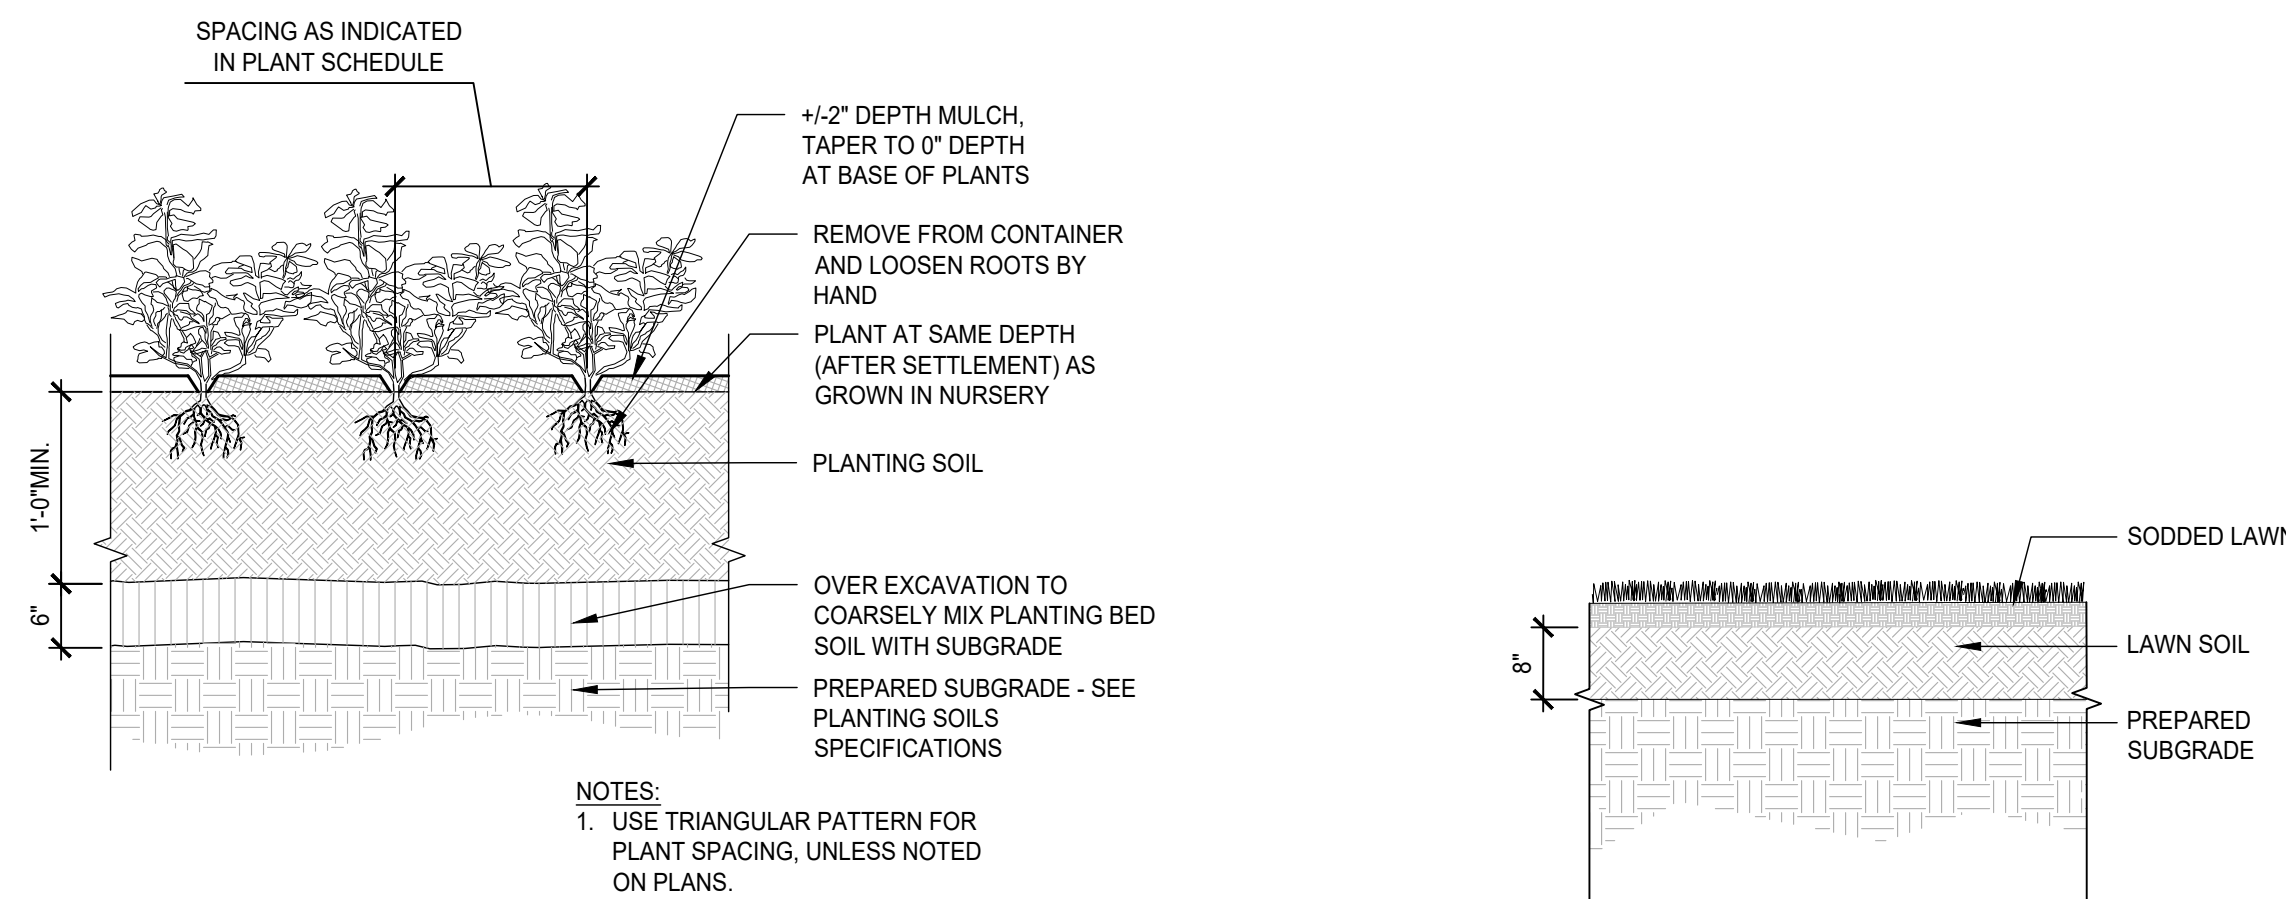 SPACING AS INDICATED
IN PLANT SCHEDULE
+/-2" DEPTH MULCH,
TAPER TO 0" DEPTH
AT BASE OF PLANTS
REMOVE FROM CONTAINER
AND LOOSEN ROOTS BY
HAND
PLANT AT SAME DEPTH
(AFTER SETTLEMENT) AS
GROWN IN NURSERY
PLANTING SOIL
1'-0"MIN.
6"
OVER EXCAVATION TO
COARSELY MIX PLANTING BED
SOIL WITH SUBGRADE
PREPARED SUBGRADE - SEE
PLANTING SOILS
SPECIFICATIONS
NOTES:
1. USE TRIANGULAR PATTERN FOR
PLANT SPACING, UNLESS NOTED
ON PLANS.
SODDED LAWN
8"
LAWN SOIL
PREPARED
SUBGRADE